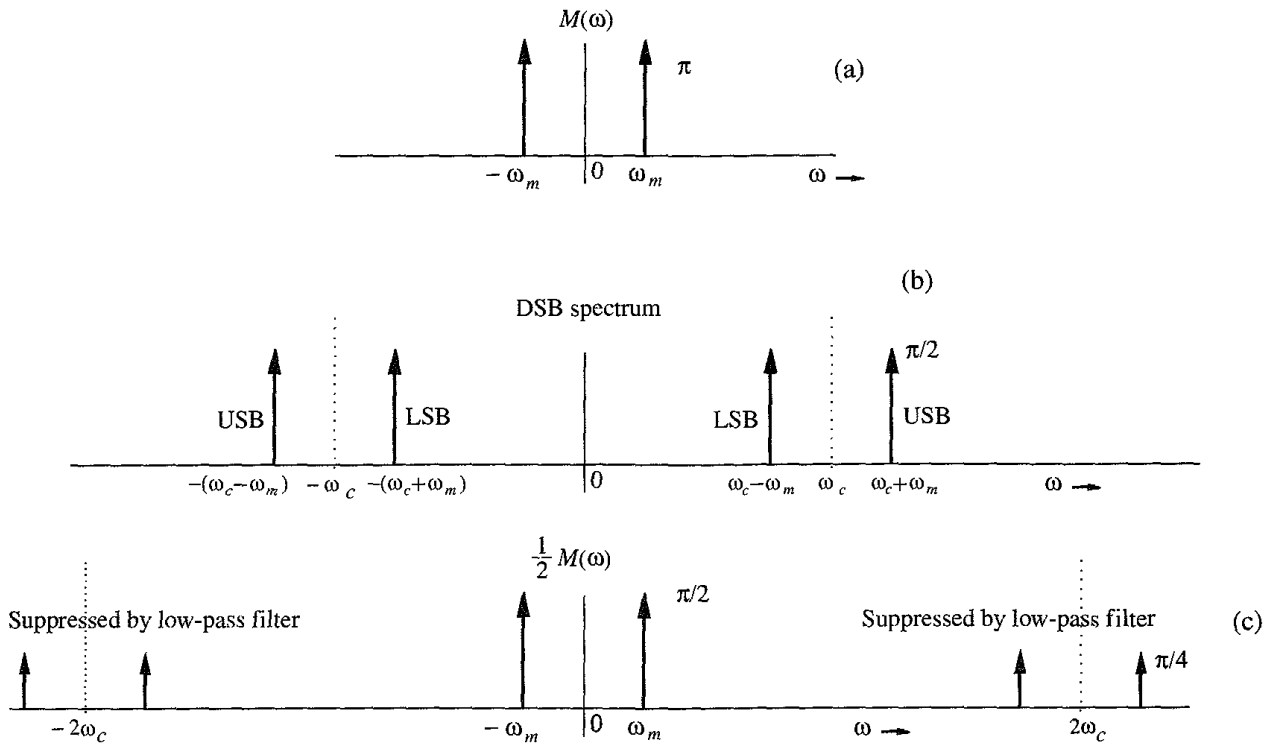 M(ω)
π
(a)
− ω_m 0 ω_m ω
(b)
DSB spectrum
π/2
USB LSB LSB USB
−(ω_c−ω_m) −ω_c −(ω_c+ω_m) 0 ω_c−ω_m ω_c ω_c+ω_m ω
1/2 M(ω)
π/2
Suppressed by low-pass filter Suppressed by low-pass filter (c)
π/4
−2ω_c − ω_m 0 ω_m ω 2ω_c